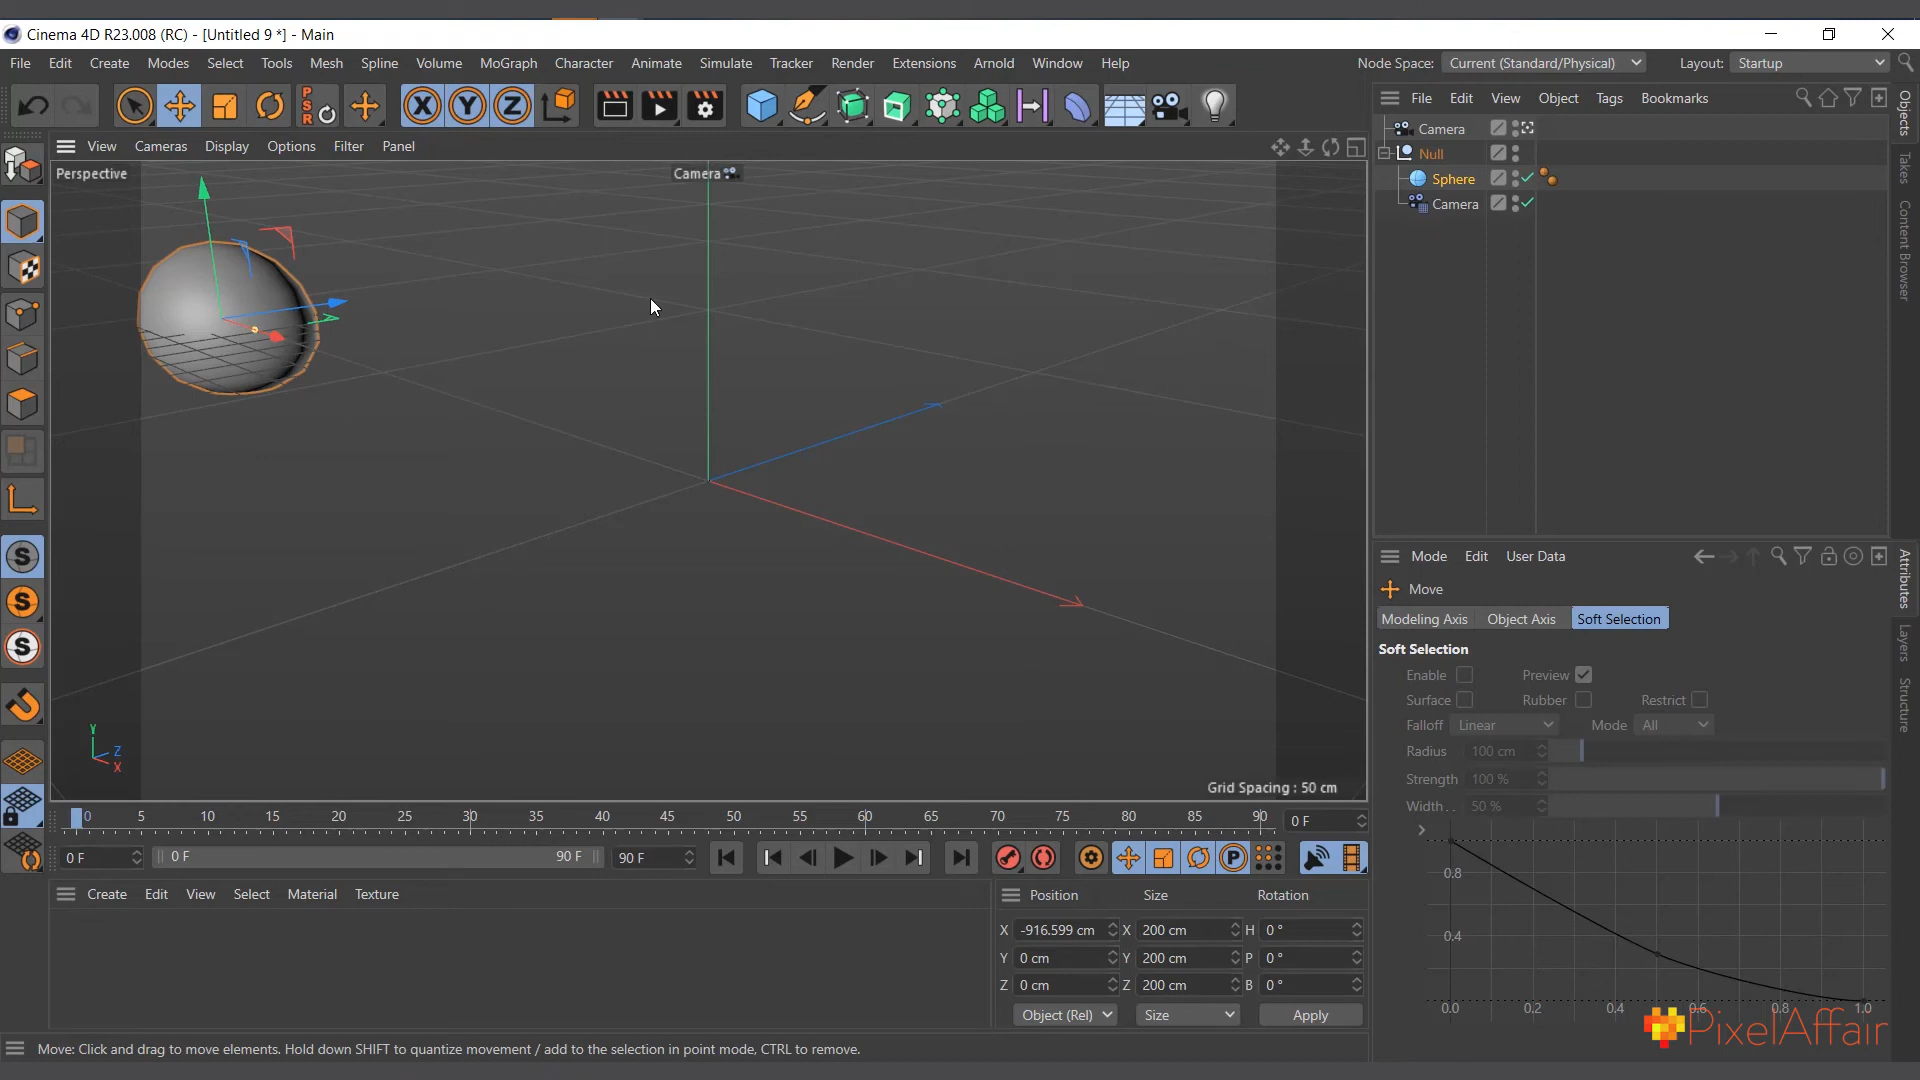 Cinema 4D R23.008 (RC) - [Untitled 9 *] - Main
File Edit Create Modes Select Tools Mesh Spline Volume MoGraph Character Animate Simulate Tracker Render Extensions Arnold Window Help
Node Space: Current (Standard/Physical) Layout: Startup
P
S
R
X Y Z
File Edit View Object Tags Bookmarks
Objects
Takes
Content Browser
View Cameras Display Options Filter Panel
Perspective
Camera
Camera
Null
Sphere
Camera
Y
Z
X
Grid Spacing : 50 cm
S
S
S
Mode Edit User Data
Attributes
Layers
Structure
Move
Modeling Axis Object Axis Soft Selection
Soft Selection
Enable Preview
Surface Rubber Restrict
Falloff Linear Mode All
Radius 100 cm
Strength 100 %
Width . . 50 %
0.8
0.4
0.0 0.2 0.4 0.6 0.8 1.0
0 5 10 15 20 25 30 35 40 45 50 55 60 65 70 75 80 85 90 0 F
0 F 0 F 90 F 90 F
P
Create Edit View Select Material Texture
Position Size Rotation
X -916.599 cm X 200 cm H 0 °
Y 0 cm Y 200 cm P 0 °
Z 0 cm Z 200 cm B 0 °
Object (Rel) Size Apply
Move: Click and drag to move elements. Hold down SHIFT to quantize movement / add to the selection in point mode, CTRL to remove.
PixelAffair